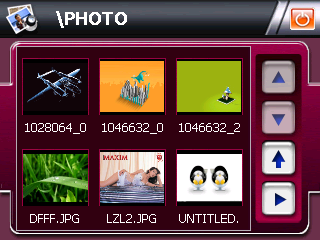 \PHOTO
1028064_0
1046632_0
1046632_2
MAXIM
DFFF.JPG
LZL2.JPG
UNTITLED.